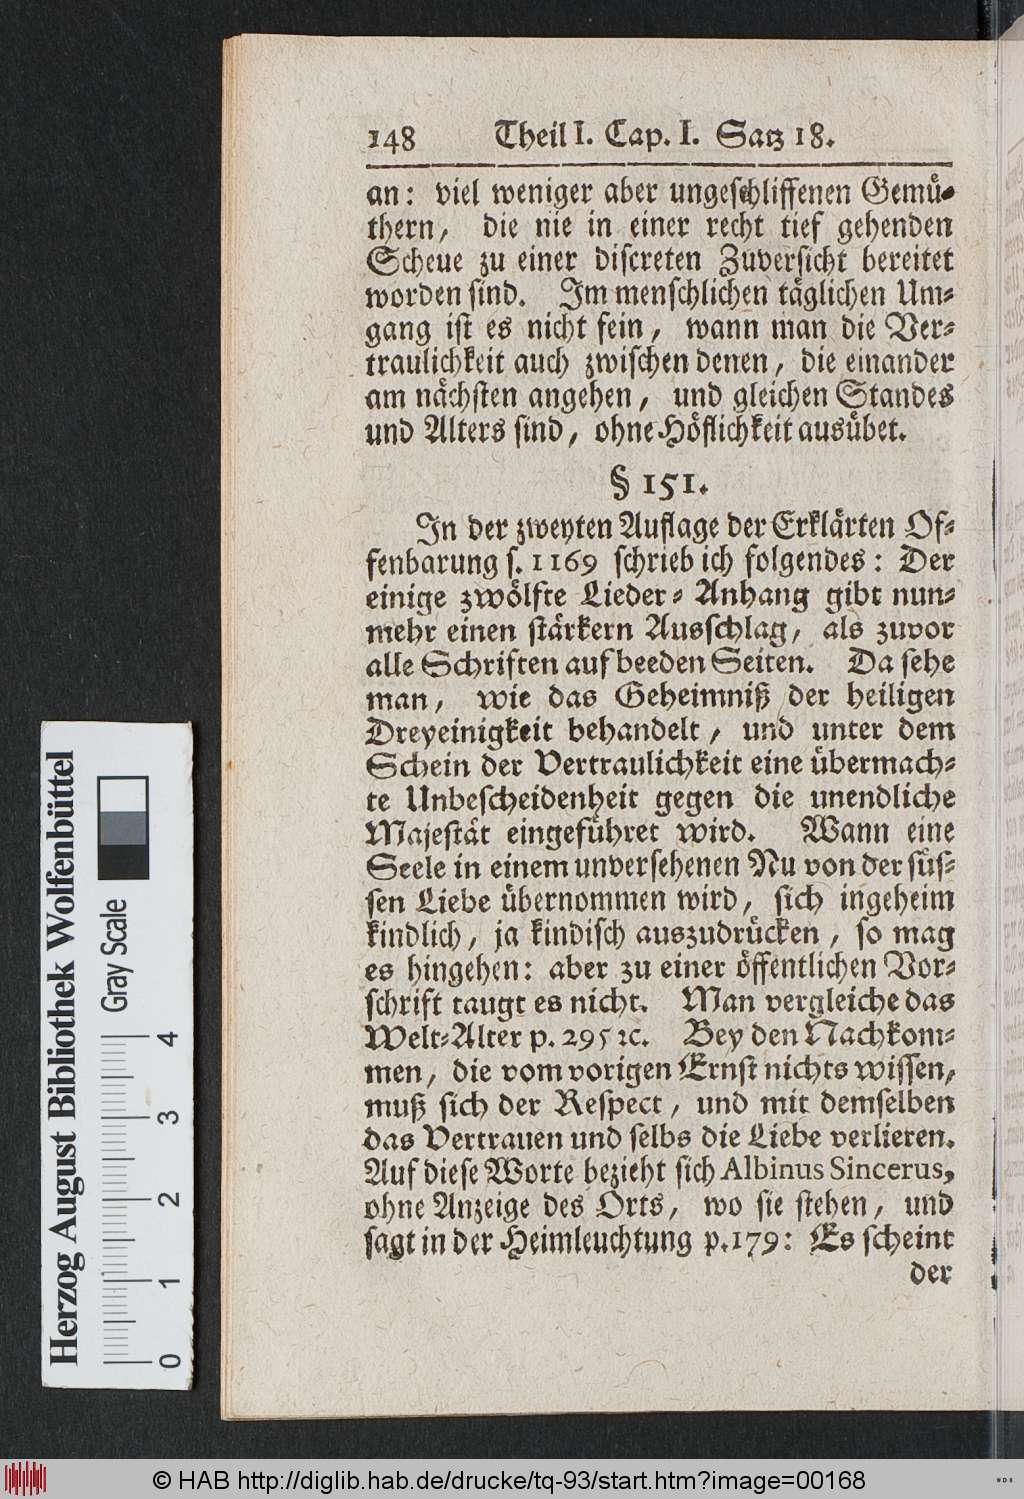 148 Theil I. Cap. I. Satz 18.
an: viel weniger aber ungeschliffenen Gemü-
thern, die nie in einer recht tief gehenden
Scheue zu einer discreten Zuversicht bereitet
worden sind. Im menschlichen täglichen Um-
gang ist es nicht fein, wann man die Ver-
traulichkeit auch zwischen denen, die einander
am nächsten angehen, und gleichen Standes
und Alters sind, ohne Höflichkeit ausübet.
§ 151.
In der zweyten Auflage der Erklärten Of-
fenbarung s. 1169 schrieb ich folgendes: Der
einige zwölfte Lieder-Anhang gibt nun-
mehr einen stärkern Ausschlag, als zuvor
alle Schriften auf beeden Seiten. Da sehe
man, wie das Geheimniß der heiligen
Dreyeinigkeit behandelt, und unter dem
Schein der Vertraulichkeit eine übermach-
te Unbescheidenheit gegen die unendliche
Majestät eingeführet wird. Wann eine
Seele in einem unversehenen Nu von der süs-
sen Liebe übernommen wird, sich ingeheim
kindlich, ja kindisch auszudrücken, so mag
es hingehen: aber zu einer öffentlichen Vor-
schrift taugt es nicht. Man vergleiche das
Welt-Alter p. 295 ꝛc. Bey den Nachkom-
men, die vom vorigen Ernst nichts wissen,
muß sich der Respect, und mit demselben
das Vertrauen und selbs die Liebe verlieren.
Auf diese Worte bezieht sich Albinus Sincerus,
ohne Anzeige des Orts, wo sie stehen, und
sagt in der Heimleuchtung p. 179: Es scheint
der
Herzog August Bibliothek Wolfenbüttel
Gray Scale
0 1 2 3 4
© HAB http://diglib.hab.de/drucke/tq-93/start.htm?image=00168